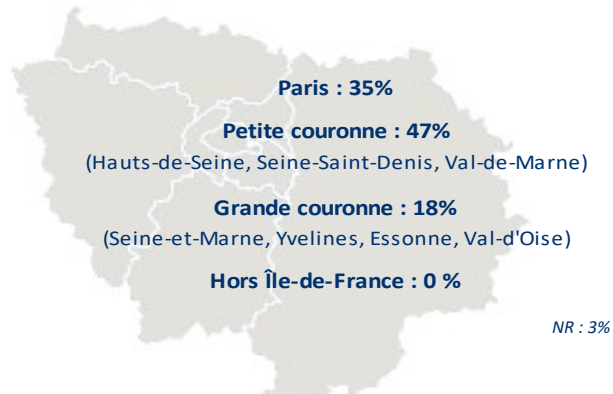 Paris : 35%
Petite couronne : 47%
(Hauts-de-Seine, Seine-Saint-Denis, Val-de-Marne)
Grande couronne : 18%
(Seine-et-Marne, Yvelines, Essonne, Val-d'Oise)
Hors Île-de-France : 0 %
NR : 3%